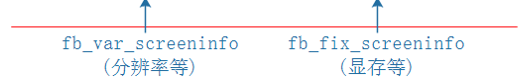 fb_var_screeninfo fb_fix_screeninfo
(分辨率等) (显存等)